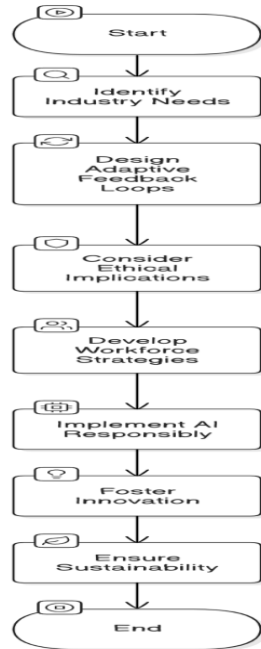 Start
Identify
Industry Needs
Design
Adaptive
Feedback
Loops
Consider
Ethical
Implications
Develop
Workforce
Strategies
Implement AI
Responsibly
Foster
Innovation
Ensure
Sustainability
End